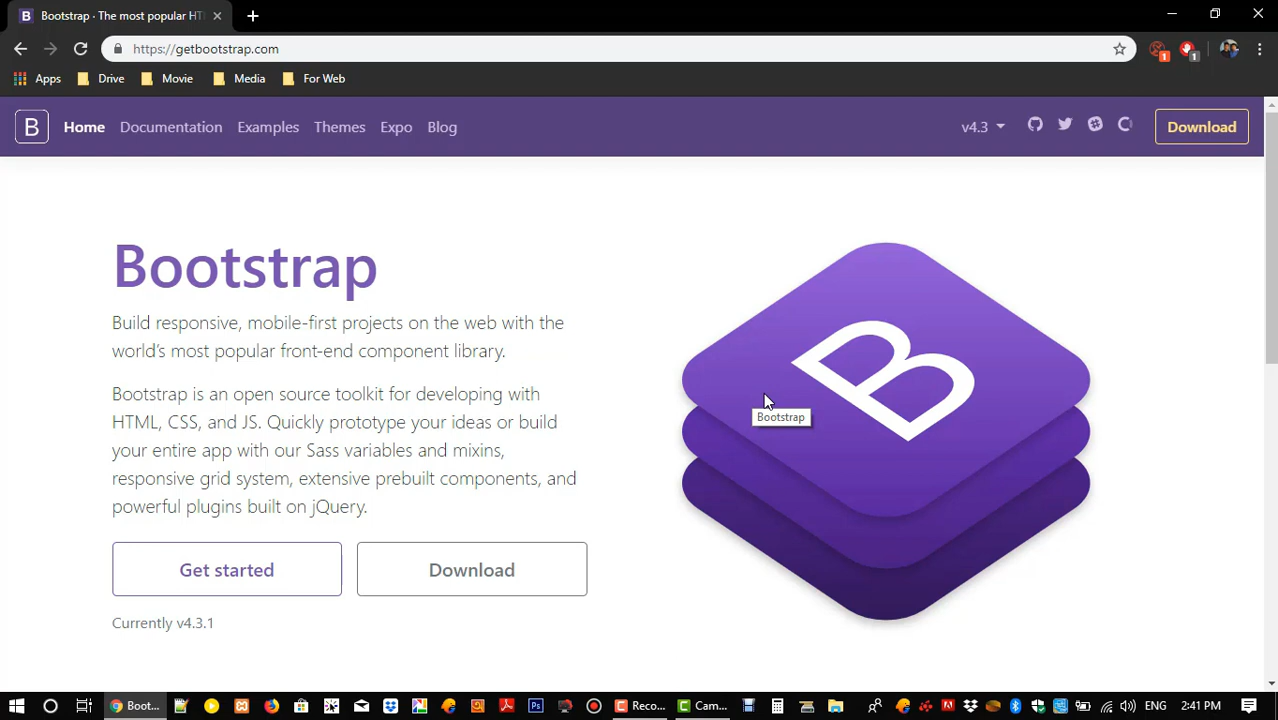 B Bootstrap · The most popular HT
https://getbootstrap.com
1 1
Apps Drive Movie Media For Web
B Home Documentation Examples Themes Expo Blog v4.3 Download
Bootstrap
Build responsive, mobile-first projects on the web with the
world's most popular front-end component library.
Bootstrap is an open source toolkit for developing with
HTML, CSS, and JS. Quickly prototype your ideas or build
your entire app with our Sass variables and mixins,
responsive grid system, extensive prebuilt components, and
powerful plugins built on jQuery.
B
Bootstrap
Get started Download
Currently v4.3.1
Boot... Ps Reco... Cam... ENG 2:41 PM